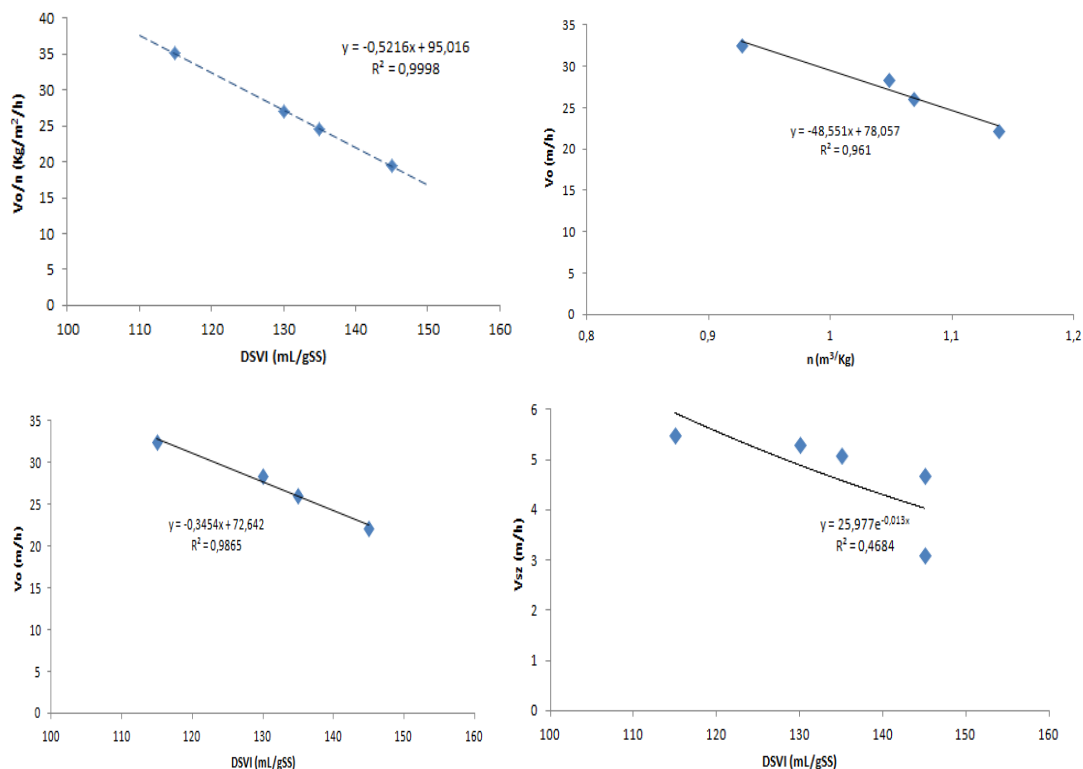 40
35
30
25
20
15
10
5
0
Vo/n (Kg/m²/h)
y = -0,5216x + 95,016
R² = 0,9998
100 110 120 130 140 150 160
DSVI (mL/gSS)
35
30
25
20
15
10
5
0
Vo (m/h)
y = -48,551x + 78,057
R² = 0,961
0,8 0,9 1 1,1 1,2
n (m³/Kg)
35
30
25
20
15
10
5
0
Vo (m/h)
y = -0,3454x + 72,642
R² = 0,9865
100 110 120 130 140 150 160
DSVI (mL/gSS)
6
5
4
3
2
1
0
Vsz (m/h)
y = 25,977e⁻⁰·⁰¹³ˣ
R² = 0,4684
100 110 120 130 140 150 160
DSVI (mL/gSS)